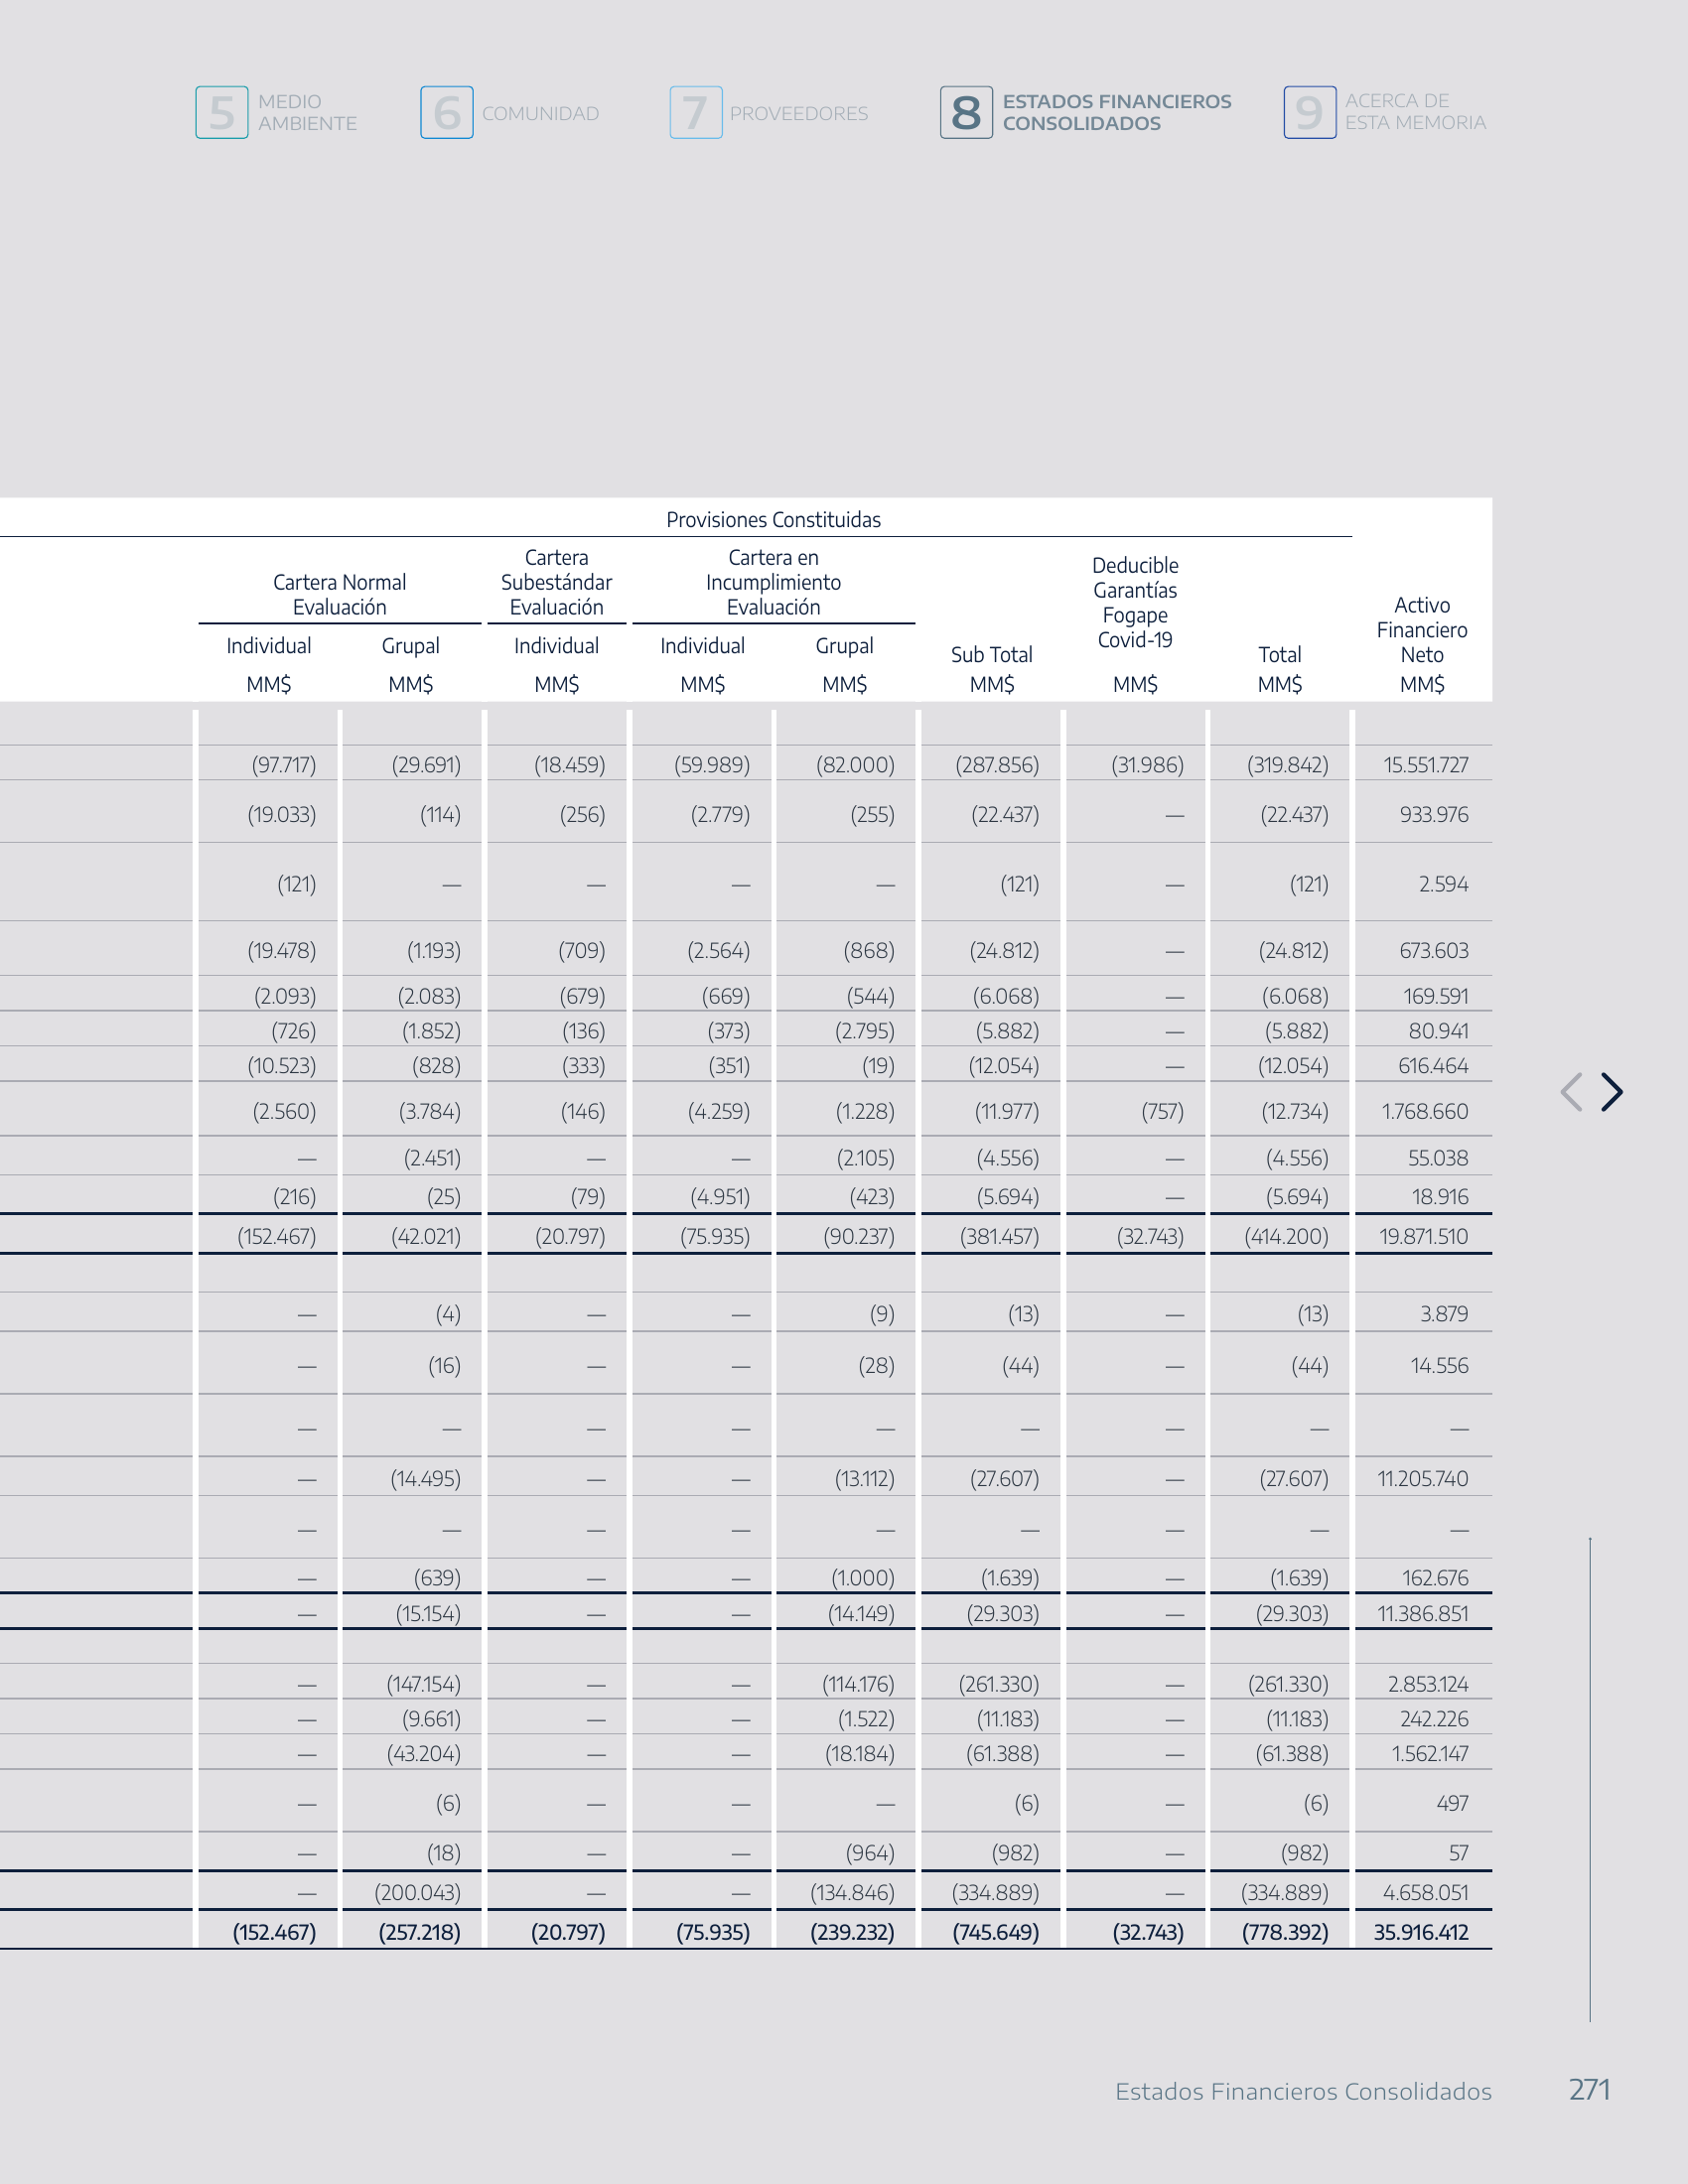 5 MEDIO AMBIENTE 6 COMUNIDAD 7 PROVEEDORES 8 ESTADOS FINANCIEROS CONSOLIDADOS 9 ACERCA DE ESTA MEMORIA
Provisiones Constituidas
Cartera Normal Evaluación
Cartera Subestándar Evaluación
Cartera en Incumplimiento Evaluación
Deducible Garantías Fogape Covid-19
Activo Financiero Neto
Individual Grupal Individual Individual Grupal Sub Total Total
MM$ MM$ MM$ MM$ MM$ MM$ MM$ MM$ MM$
(97.717) (29.691) (18.459) (59.989) (82.000) (287.856) (31.986) (319.842) 15.551.727
(19.033) (114) (256) (2.779) (255) (22.437) — (22.437) 933.976
(121) — — — — (121) — (121) 2.594
(19.478) (1.193) (709) (2.564) (868) (24.812) — (24.812) 673.603
(2.093) (2.083) (679) (669) (544) (6.068) — (6.068) 169.591
(726) (1.852) (136) (373) (2.795) (5.882) — (5.882) 80.941
(10.523) (828) (333) (351) (19) (12.054) — (12.054) 616.464
(2.560) (3.784) (146) (4.259) (1.228) (11.977) (757) (12.734) 1.768.660
— (2.451) — — (2.105) (4.556) — (4.556) 55.038
(216) (25) (79) (4.951) (423) (5.694) — (5.694) 18.916
(152.467) (42.021) (20.797) (75.935) (90.237) (381.457) (32.743) (414.200) 19.871.510
— (4) — — (9) (13) — (13) 3.879
— (16) — — (28) (44) — (44) 14.556
— — — — — — — — —
— (14.495) — — (13.112) (27.607) — (27.607) 11.205.740
— — — — — — — — —
— (639) — — (1.000) (1.639) — (1.639) 162.676
— (15.154) — — (14.149) (29.303) — (29.303) 11.386.851
— (147.154) — — (114.176) (261.330) — (261.330) 2.853.124
— (9.661) — — (1.522) (11.183) — (11.183) 242.226
— (43.204) — — (18.184) (61.388) — (61.388) 1.562.147
— (6) — — — (6) — (6) 497
— (18) — — (964) (982) — (982) 57
— (200.043) — — (134.846) (334.889) — (334.889) 4.658.051
(152.467) (257.218) (20.797) (75.935) (239.232) (745.649) (32.743) (778.392) 35.916.412
Estados Financieros Consolidados 271